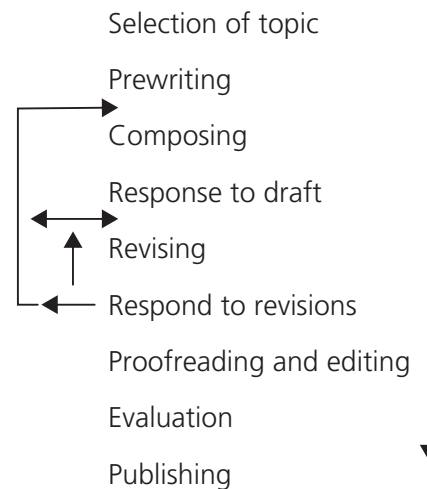 Selection of topic
Prewriting
Composing
Response to draft
Revising
Respond to revisions
Proofreading and editing
Evaluation
Publishing